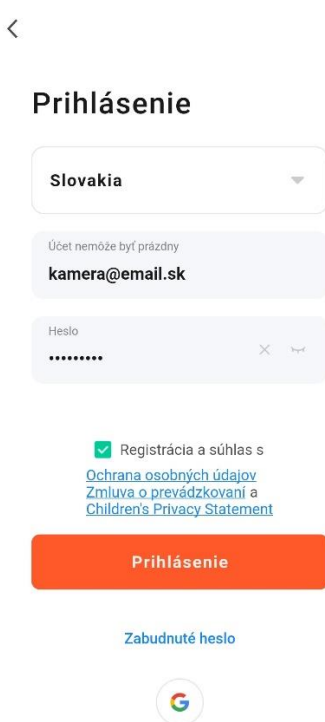 Prihlásenie
Slovakia
Účet nemôže byť prázdny
kamera@email.sk
Heslo
•••••••••
Registrácia a súhlas s
Ochrana osobných údajov
Zmluva o prevádzkovaní a
Children's Privacy Statement
Prihlásenie
Zabudnuté heslo